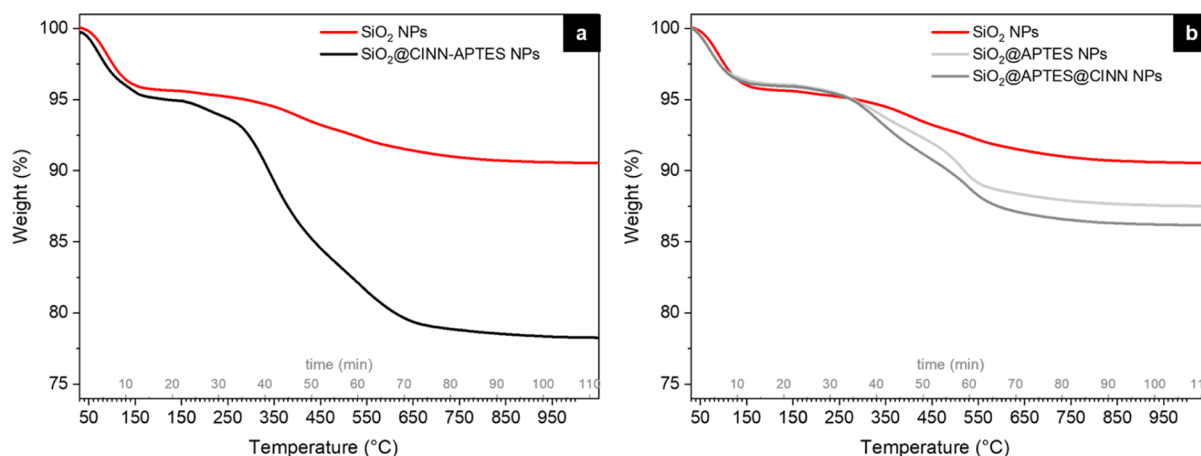 a
SiO2 NPs
SiO2@CINN-APTES NPs
Weight (%)
100
95
90
85
80
75
time (min)
10 20 30 40 50 60 70 80 90 100 110
50 150 250 350 450 550 650 750 850 950
Temperature (°C)
b
SiO2 NPs
SiO2@APTES NPs
SiO2@APTES@CINN NPs
Weight (%)
100
95
90
85
80
75
time (min)
10 20 30 40 50 60 70 80 90 100 11
50 150 250 350 450 550 650 750 850 950
Temperature (°C)